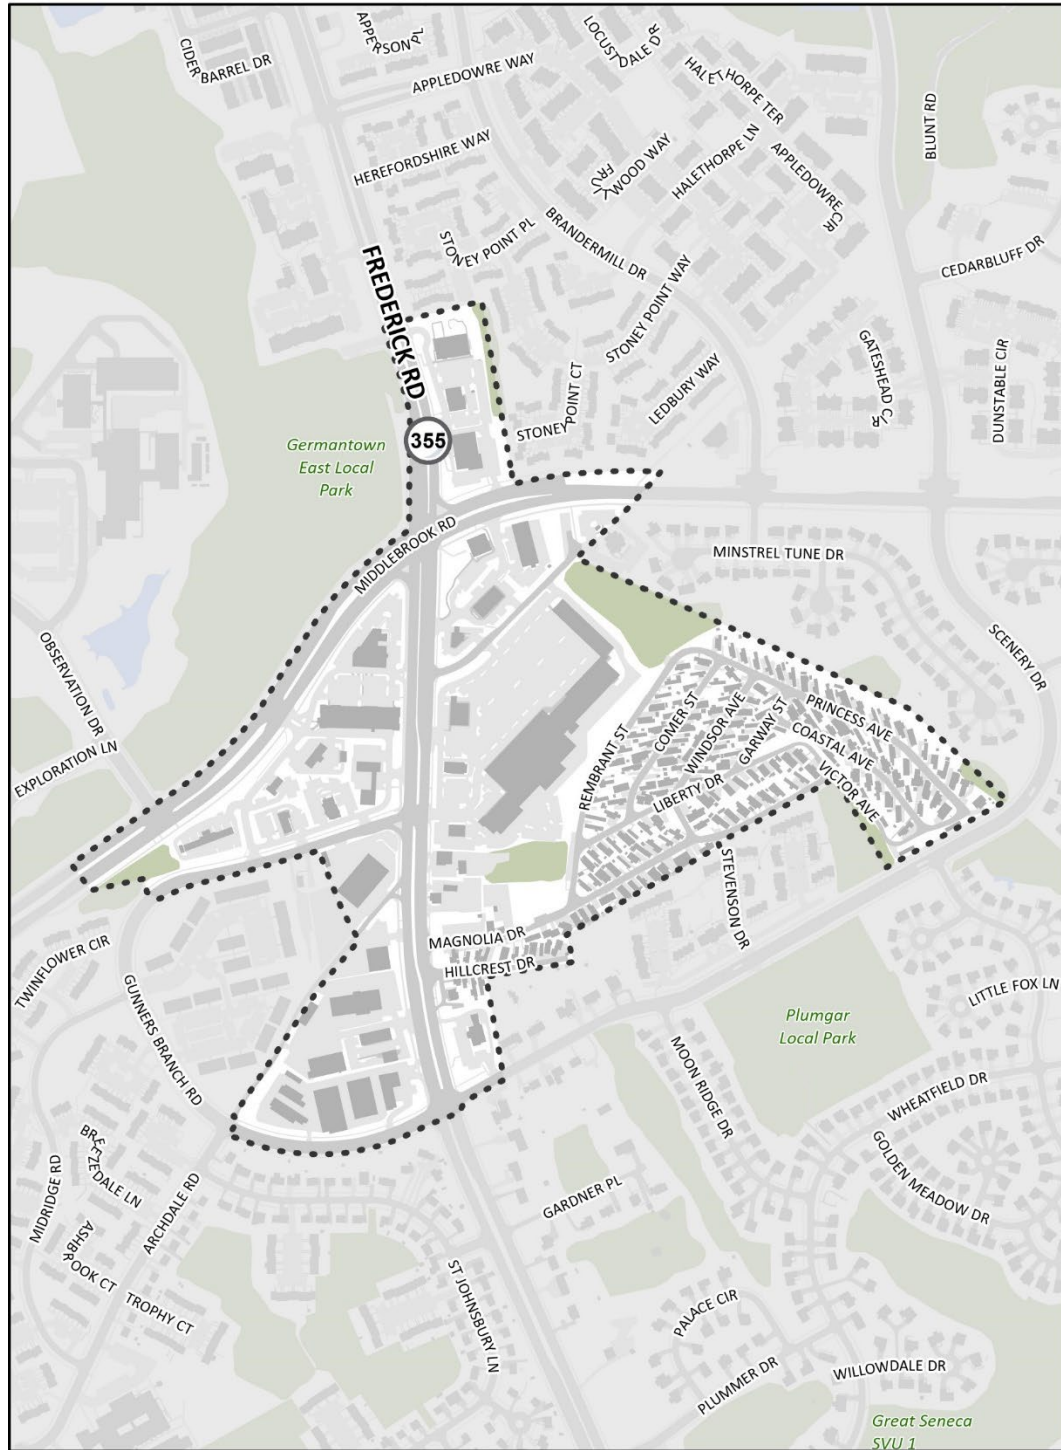 CIDER
BARREL DR
APPERSON PL
LOCUST
DALE DR
APPLEDOWRE WAY
HALETHORPE TER
BLUNT RD
HEREFORDSHIRE WAY
WOOD WAY
HALETHORPE LN
APPLEDOWRE CIR
BRANDERMILL DR
STONEY POINT PL
CEDARBLUFF DR
FREDERICK RD
STONEY POINT WAY
GATESHEAD CIR
DUNSTABLE CIR
LEDBURY WAY
STONEY POINT CT
355
Germantown
East Local
Park
MIDDLEBROOK RD
MINSTREL TUNE DR
OBSERVATION DR
EXPLORATION LN
SCENERY DR
REMBRANT ST
COMER ST
WINDSOR AVE
GARWAY ST
PRINCESS AVE
COASTAL AVE
VICTOR AVE
LIBERTY DR
STEVENSON DR
MAGNOLIA DR
HILLCREST DR
TWINFLOWER CIR
GUNNERS BRANCH RD
LITTLE FOX LN
Plumgar
Local Park
MOON RIDGE DR
WHEATFIELD DR
GOLDEN MEADOW DR
MIDRIDGE RD
BREEZEDALE LN
ARCHDALE RD
ASHBROOK CT
TROPHY CT
GARDNER PL
ST JOHNSBURY LN
PALACE CIR
PLUMMER DR
WILLOWDALE DR
Great Seneca
SVU 1